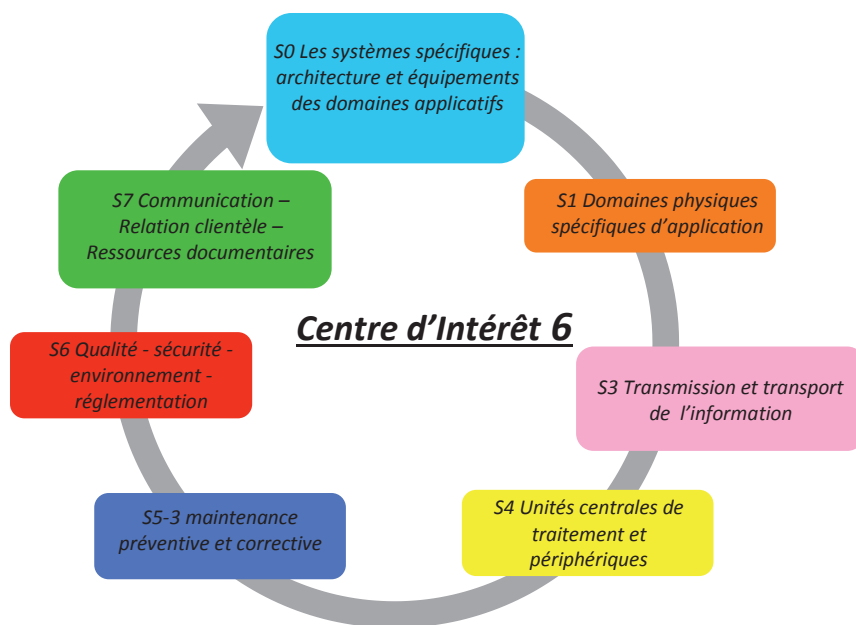 S0 Les systèmes spécifiques :
architecture et équipements
des domaines applicatifs
S1 Domaines physiques
spécifiques d’application
S3 Transmission et transport
de l’information
S4 Unités centrales de
traitement et
périphériques
S5-3 maintenance
préventive et corrective
S6 Qualité - sécurité -
environnement -
réglementation
S7 Communication –
Relation clientèle –
Ressources documentaires
Centre d’Intérêt 6